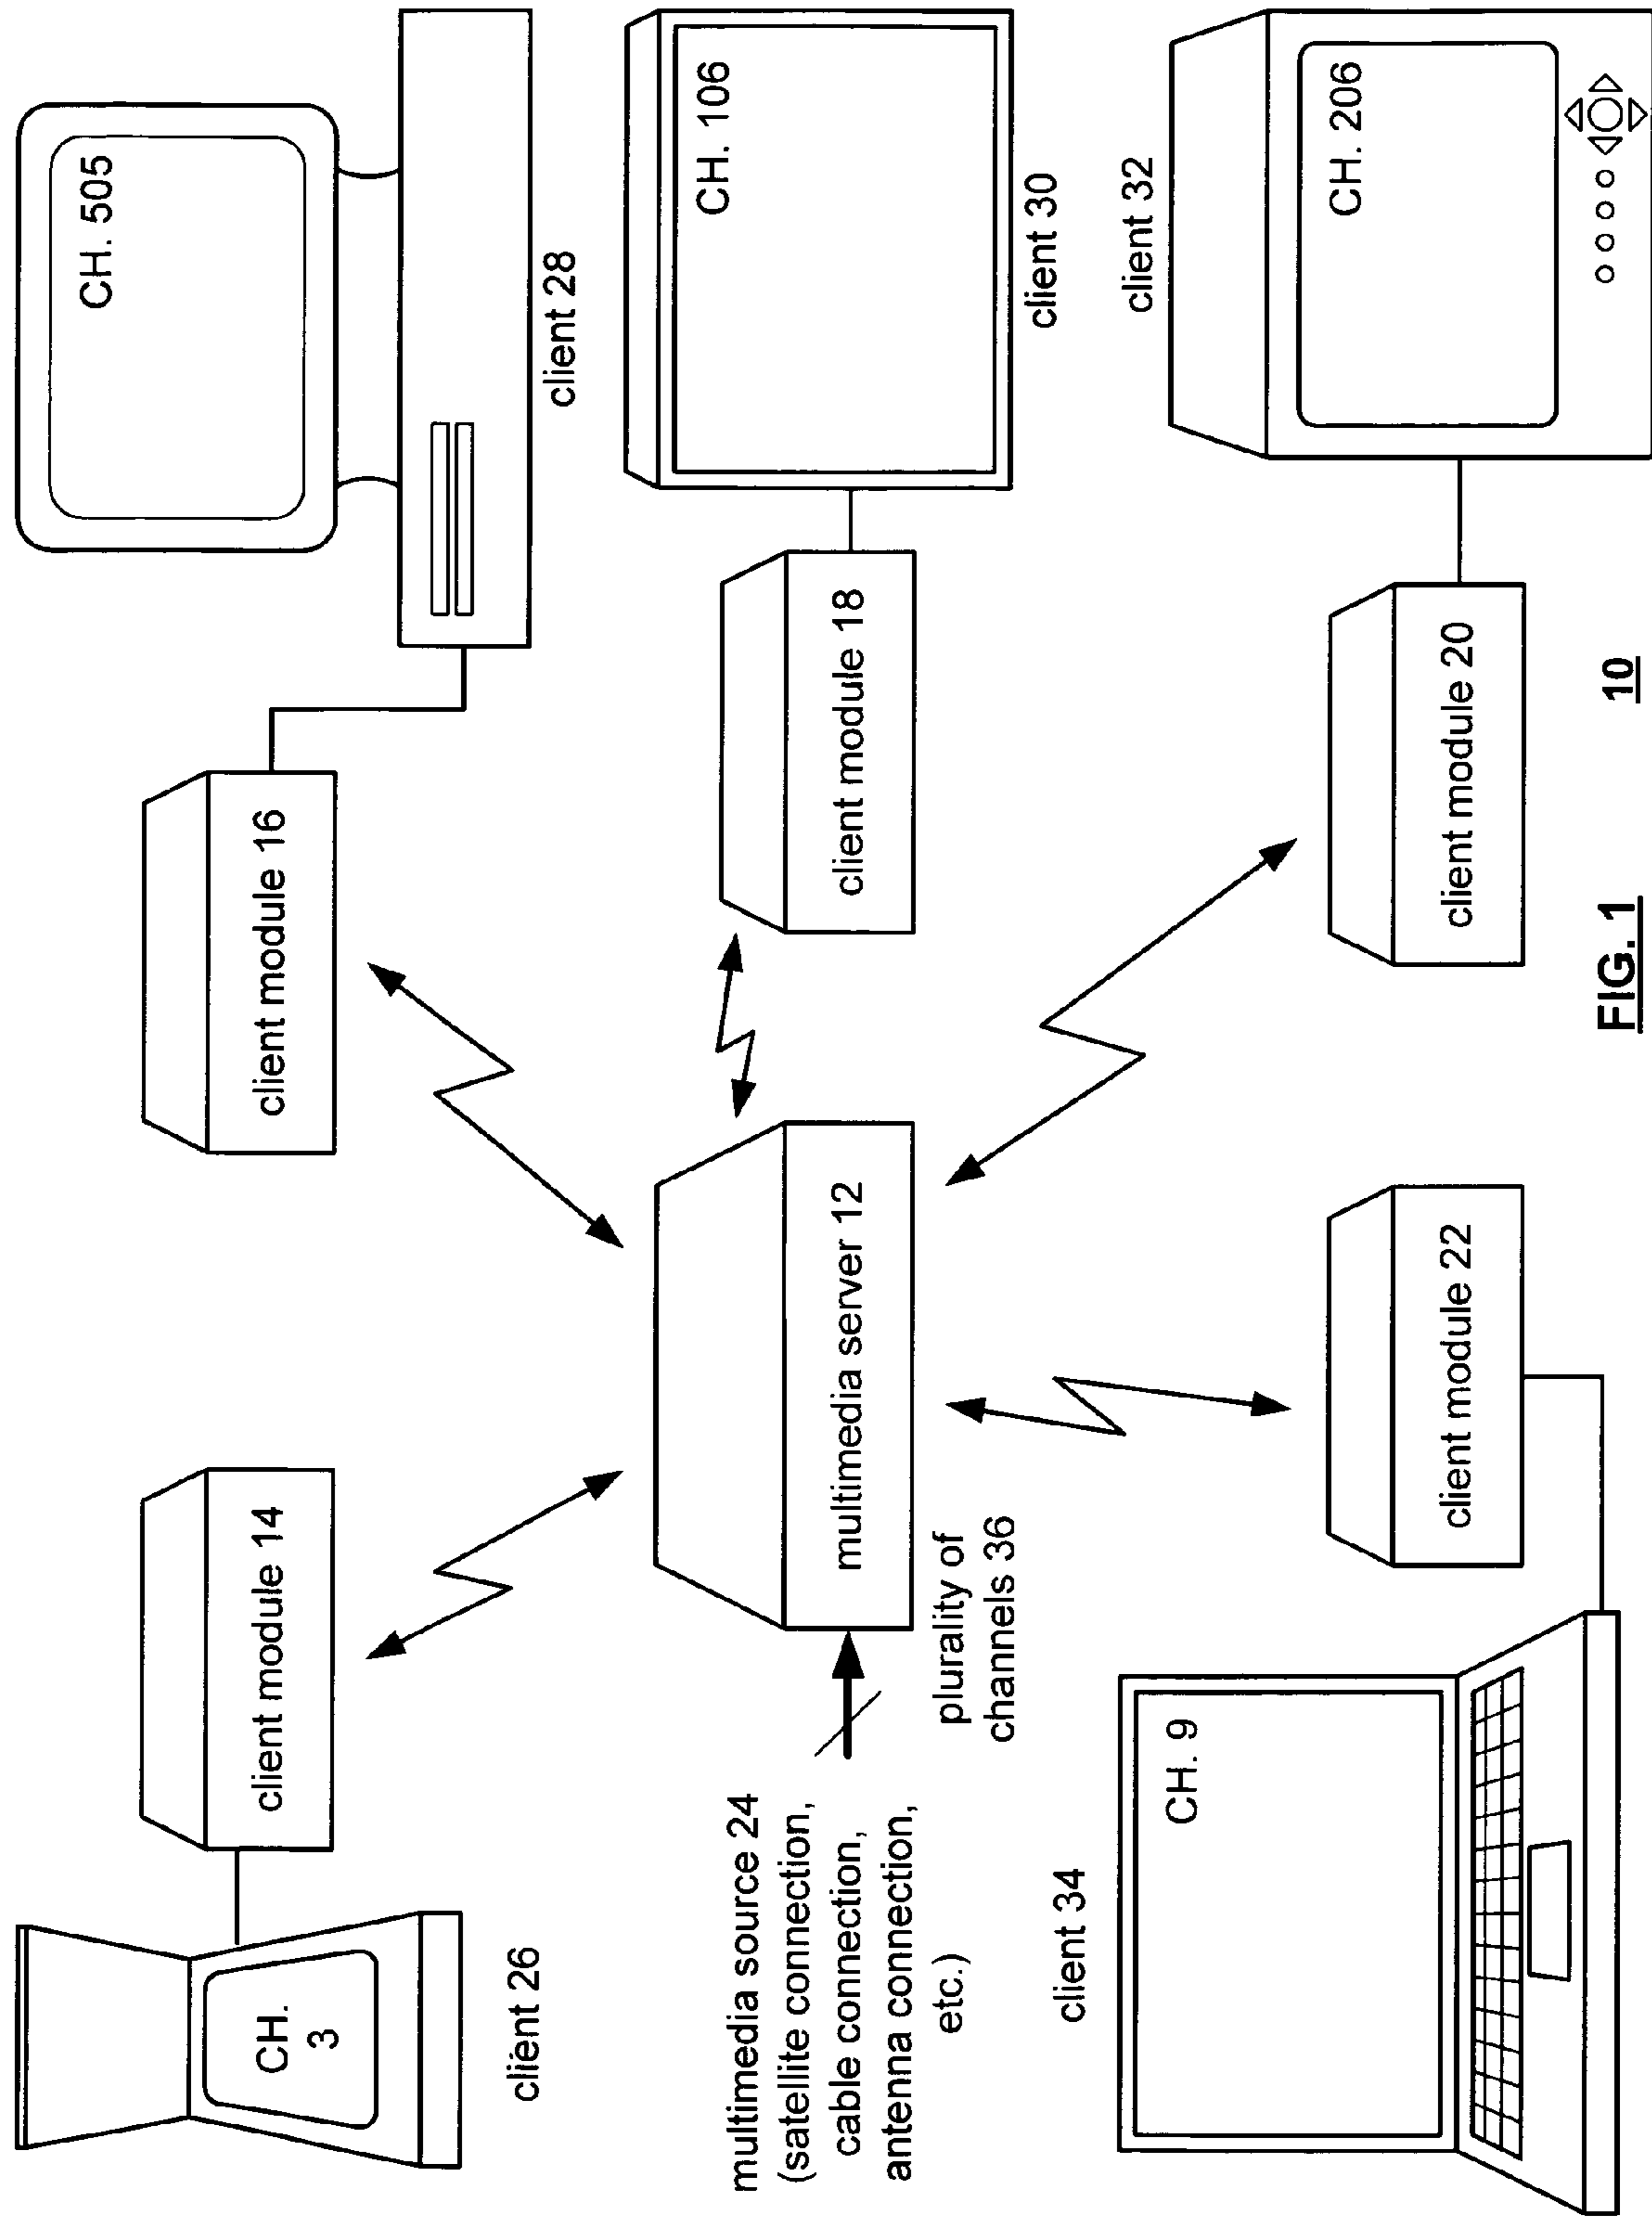 CH.
3
client 26
client module 14
client module 16
CH. 505
client 28
multimedia source 24
(satellite connection,
cable connection,
antenna connection,
etc.)
plurality of
channels 36
multimedia server 12
client module 18
CH. 106
client 30
client 34
CH. 9
client module 22
client module 20
client 32
CH. 206
FIG. 1
10